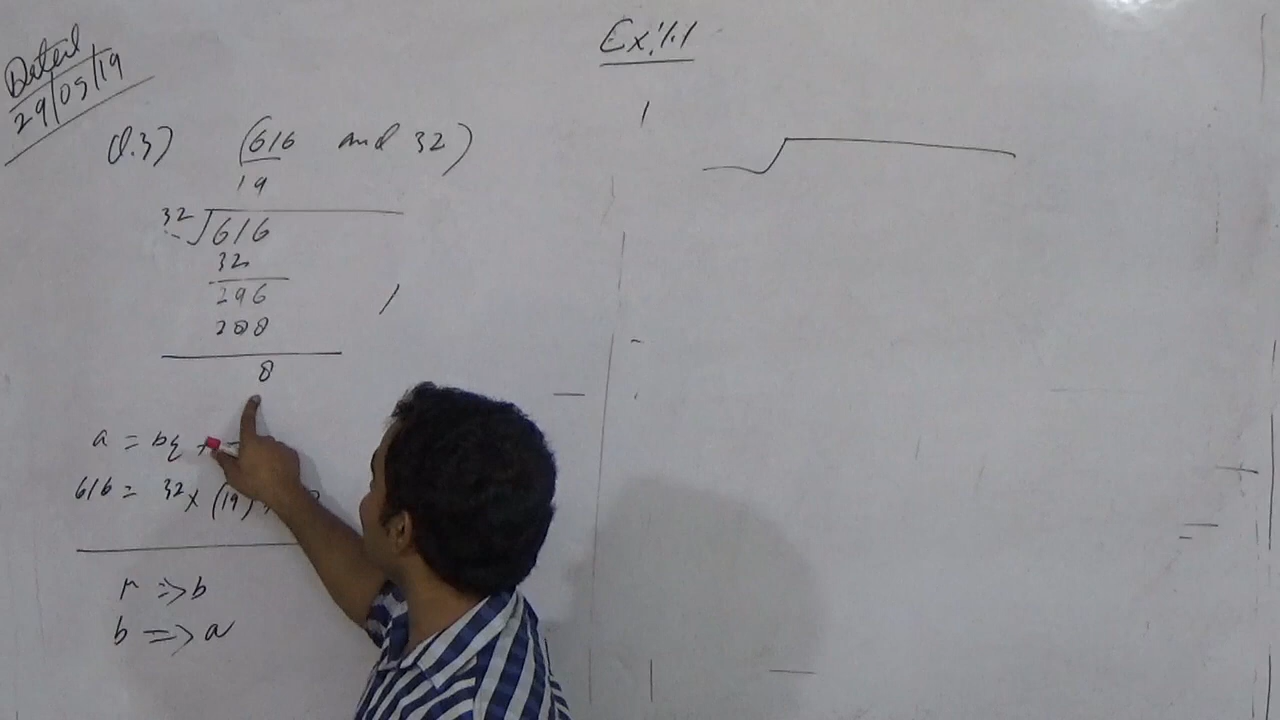 Dated
29/05/19
Ex:1.1
Q.3) (616 and 32)
19
32 616
32
296
288
8
a = bq +
616 = 32 × (19)
r => b
b => a